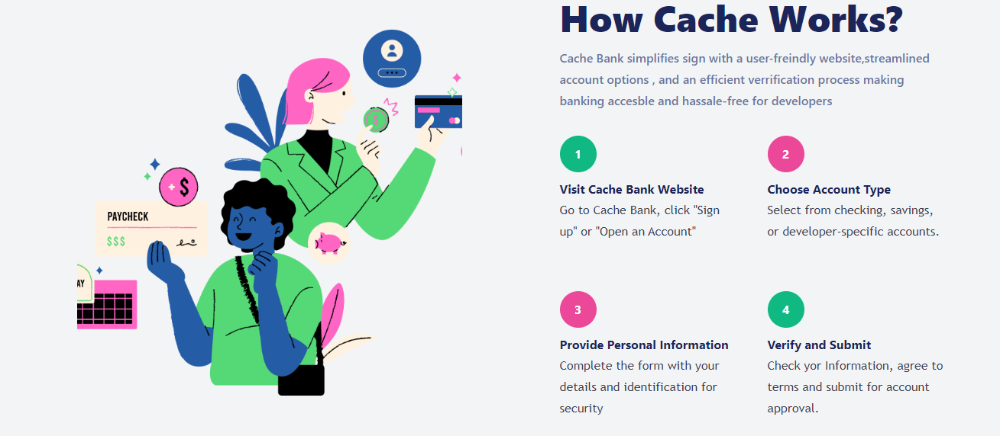 How Cache Works?
Cache Bank simplifies sign with a user-freindly website,streamlined
account options , and an efficient verrification process making
banking accesble and hassale-free for developers
1
2
Visit Cache Bank Website
Go to Cache Bank, click "Sign
up" or "Open an Account"
Choose Account Type
Select from checking, savings,
or developer-specific accounts.
3
4
Provide Personal Information
Complete the form with your
details and identification for
security
Verify and Submit
Check yor Information, agree to
terms and submit for account
approval.
$
+ $
PAYCHECK
$$$
AY